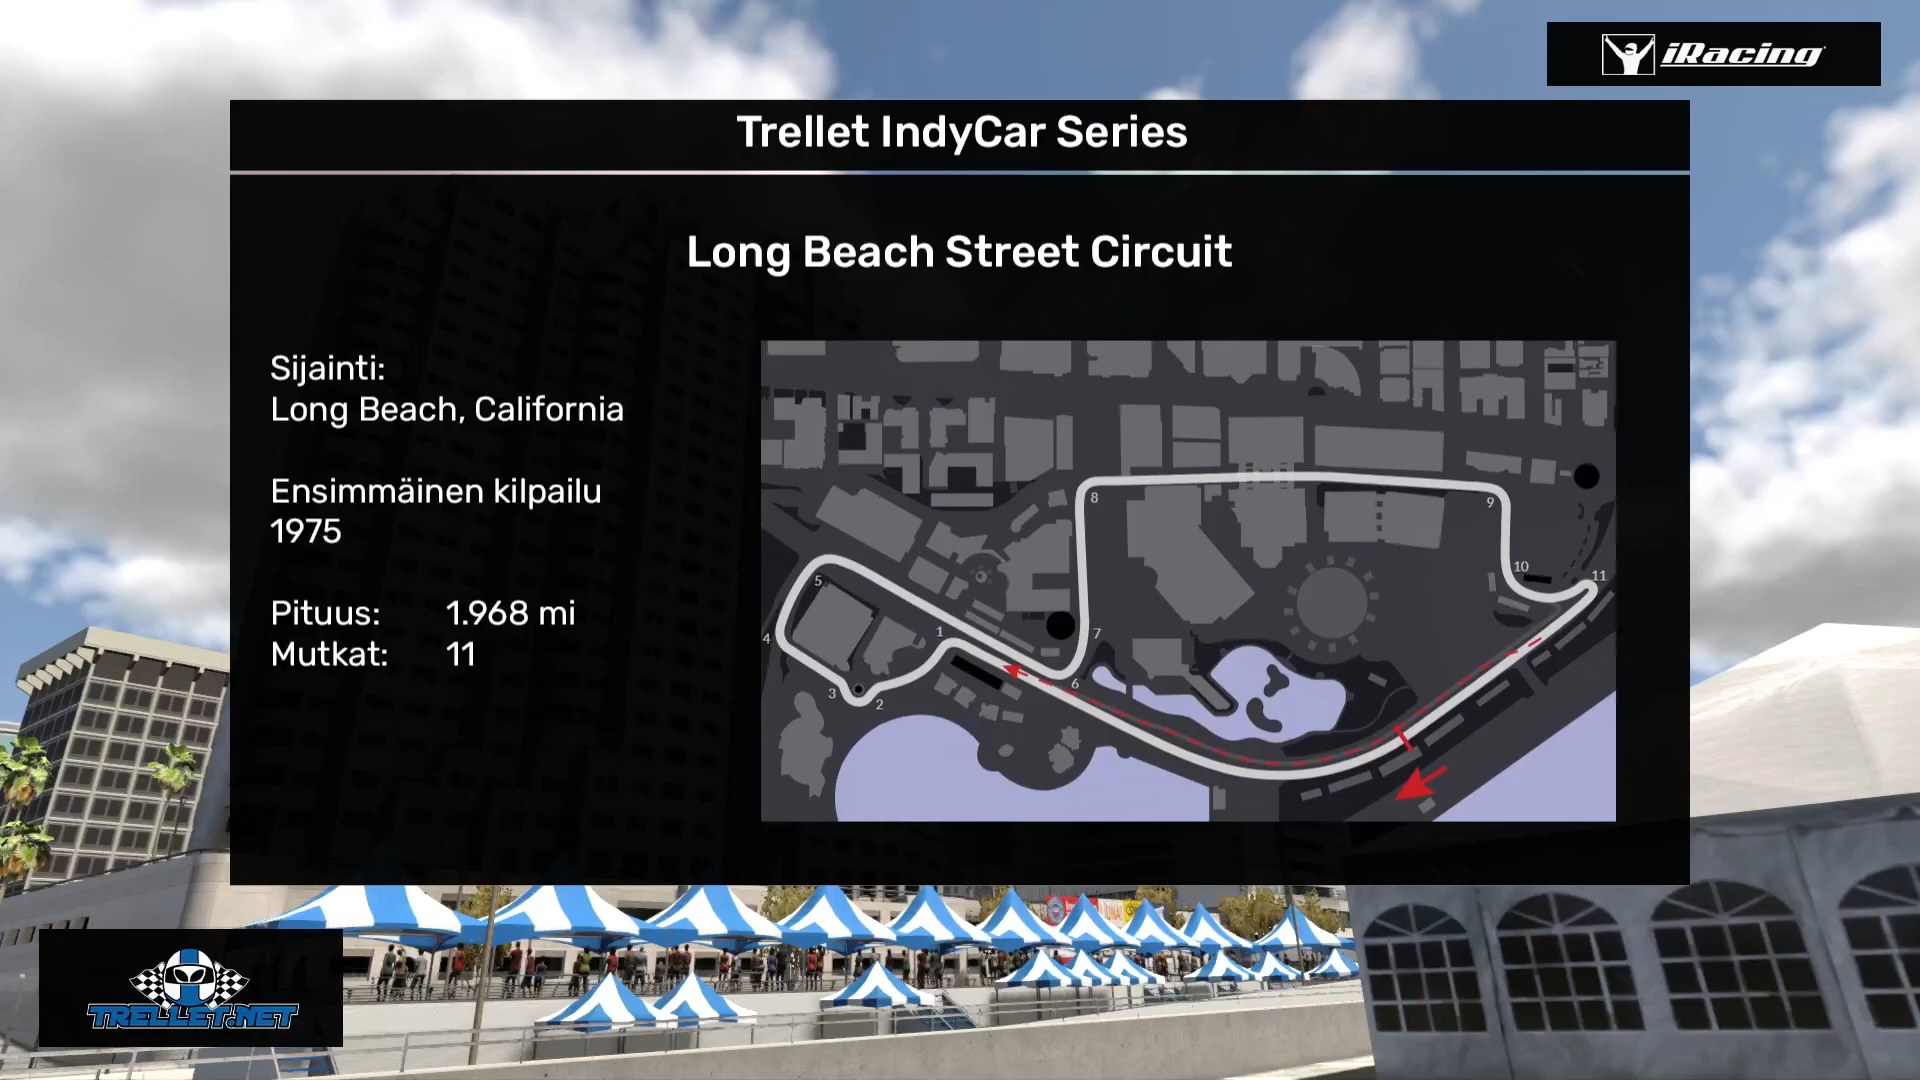 iRacing
Trellet IndyCar Series
Long Beach Street Circuit
Sijainti:
Long Beach, California
Ensimmäinen kilpailu
1975
Pituus: 1.968 mi
Mutkat: 11
8
9
10
11
5
4
1
7
3
2
6
TRELLET.NET